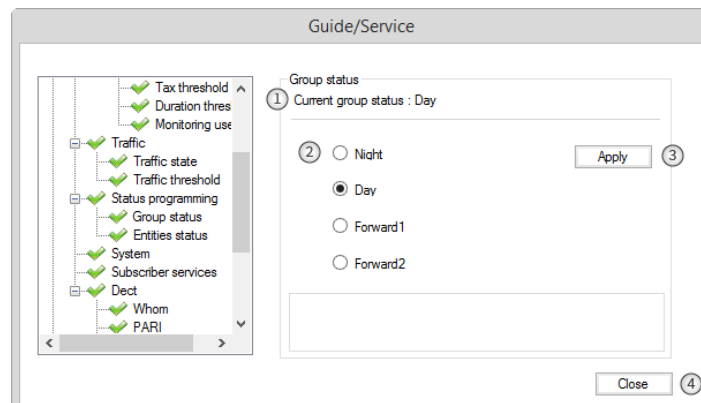 Guide/Service
Tax threshold
Duration thres
Monitoring use
Traffic
Traffic state
Traffic threshold
Status programming
Group status
Entities status
System
Subscriber services
Dect
Whom
PARI
Group status
1 Current group status : Day
2 Night
Apply 3
Day
Forward1
Forward2
Close 4